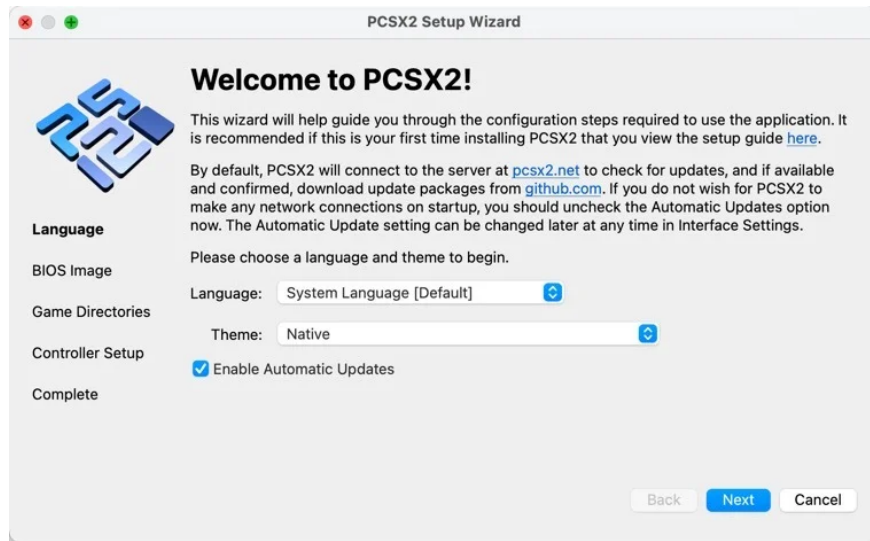 PCSX2 Setup Wizard
Welcome to PCSX2!
This wizard will help guide you through the configuration steps required to use the application. It
is recommended if this is your first time installing PCSX2 that you view the setup guide here.
By default, PCSX2 will connect to the server at pcsx2.net to check for updates, and if available
and confirmed, download update packages from github.com. If you do not wish for PCSX2 to
make any network connections on startup, you should uncheck the Automatic Updates option
now. The Automatic Update setting can be changed later at any time in Interface Settings.
Please choose a language and theme to begin.
Language: System Language [Default]
Theme: Native
Enable Automatic Updates
Language
BIOS Image
Game Directories
Controller Setup
Complete
Back Next Cancel